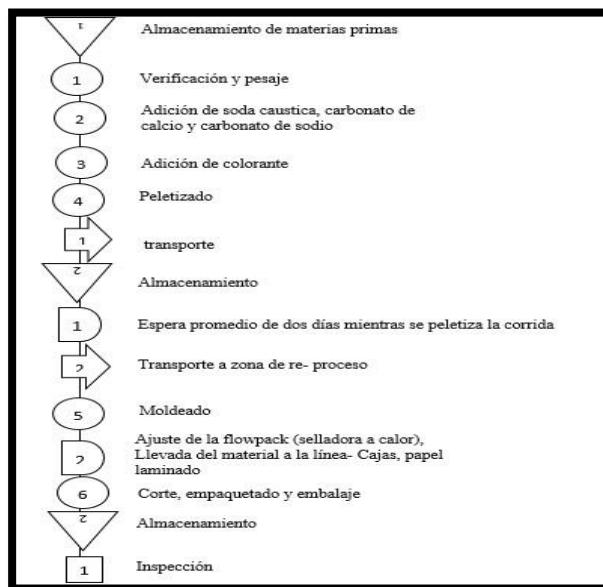 1 Almacenamiento de materias primas
1 Verificación y pesaje
2 Adición de soda caustica, carbonato de
calcio y carbonato de sodio
3 Adición de colorante
4 Peletizado
1 transporte
2 Almacenamiento
1 Espera promedio de dos días mientras se peletiza la corrida
2 Transporte a zona de re- proceso
5 Moldeado
2 Ajuste de la flowpack (selladora a calor),
Llevada del material a la línea- Cajas, papel
laminado
6 Corte, empaquetado y embalaje
2 Almacenamiento
1 Inspección